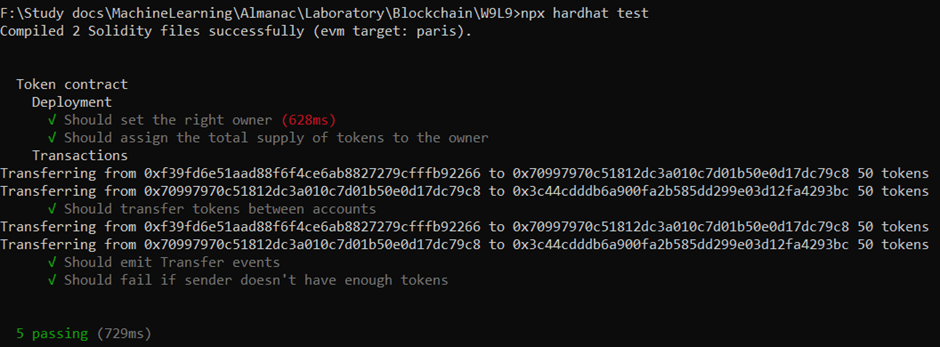 F:\Study docs\MachineLearning\Almanac\Laboratory\Blockchain\W9L9>npx hardhat test
Compiled 2 Solidity files successfully (evm target: paris).
Token contract
Deployment
√ Should set the right owner (628ms)
√ Should assign the total supply of tokens to the owner
Transactions
Transferring from 0xf39fd6e51aad88f6f4ce6ab8827279cfffb92266 to 0x70997970c51812dc3a010c7d01b50e0d17dc79c8 50 tokens
Transferring from 0x70997970c51812dc3a010c7d01b50e0d17dc79c8 to 0x3c44cdddb6a900fa2b585dd299e03d12fa4293bc 50 tokens
√ Should transfer tokens between accounts
Transferring from 0xf39fd6e51aad88f6f4ce6ab8827279cfffb92266 to 0x70997970c51812dc3a010c7d01b50e0d17dc79c8 50 tokens
Transferring from 0x70997970c51812dc3a010c7d01b50e0d17dc79c8 to 0x3c44cdddb6a900fa2b585dd299e03d12fa4293bc 50 tokens
√ Should emit Transfer events
√ Should fail if sender doesn't have enough tokens
5 passing (729ms)